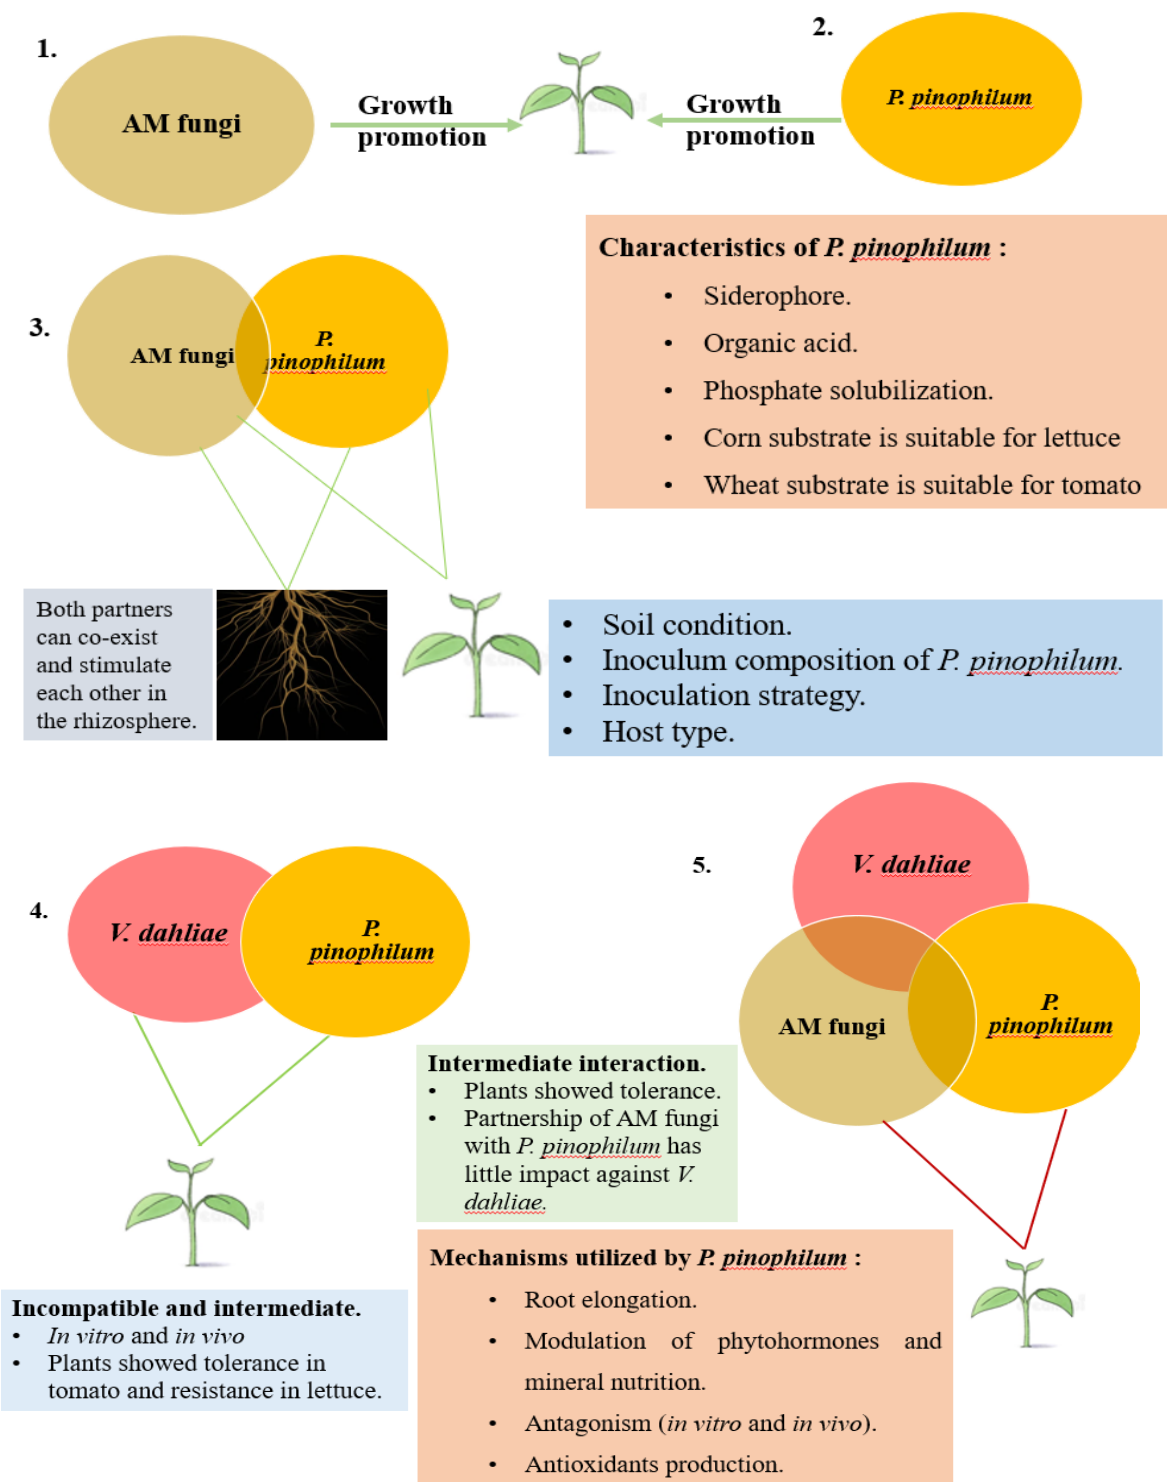 1.
AM fungi
Growth
promotion
Growth
promotion
2.
P. pinophilum
Characteristics of P. pinophilum :
• Siderophore.
• Organic acid.
• Phosphate solubilization.
• Corn substrate is suitable for lettuce
• Wheat substrate is suitable for tomato
3.
AM fungi
P.
pinophilum
Both partners
can co-exist
and stimulate
each other in
the rhizosphere.
• Soil condition.
• Inoculum composition of P. pinophilum.
• Inoculation strategy.
• Host type.
4.
V. dahliae
P.
pinophilum
5.
V. dahliae
AM fungi
P.
pinophilum
Intermediate interaction.
• Plants showed tolerance.
• Partnership of AM fungi
with P. pinophilum has
little impact against V.
dahliae.
Incompatible and intermediate.
• In vitro and in vivo
• Plants showed tolerance in
tomato and resistance in lettuce.
Mechanisms utilized by P. pinophilum :
• Root elongation.
• Modulation of phytohormones and
mineral nutrition.
• Antagonism (in vitro and in vivo).
• Antioxidants production.